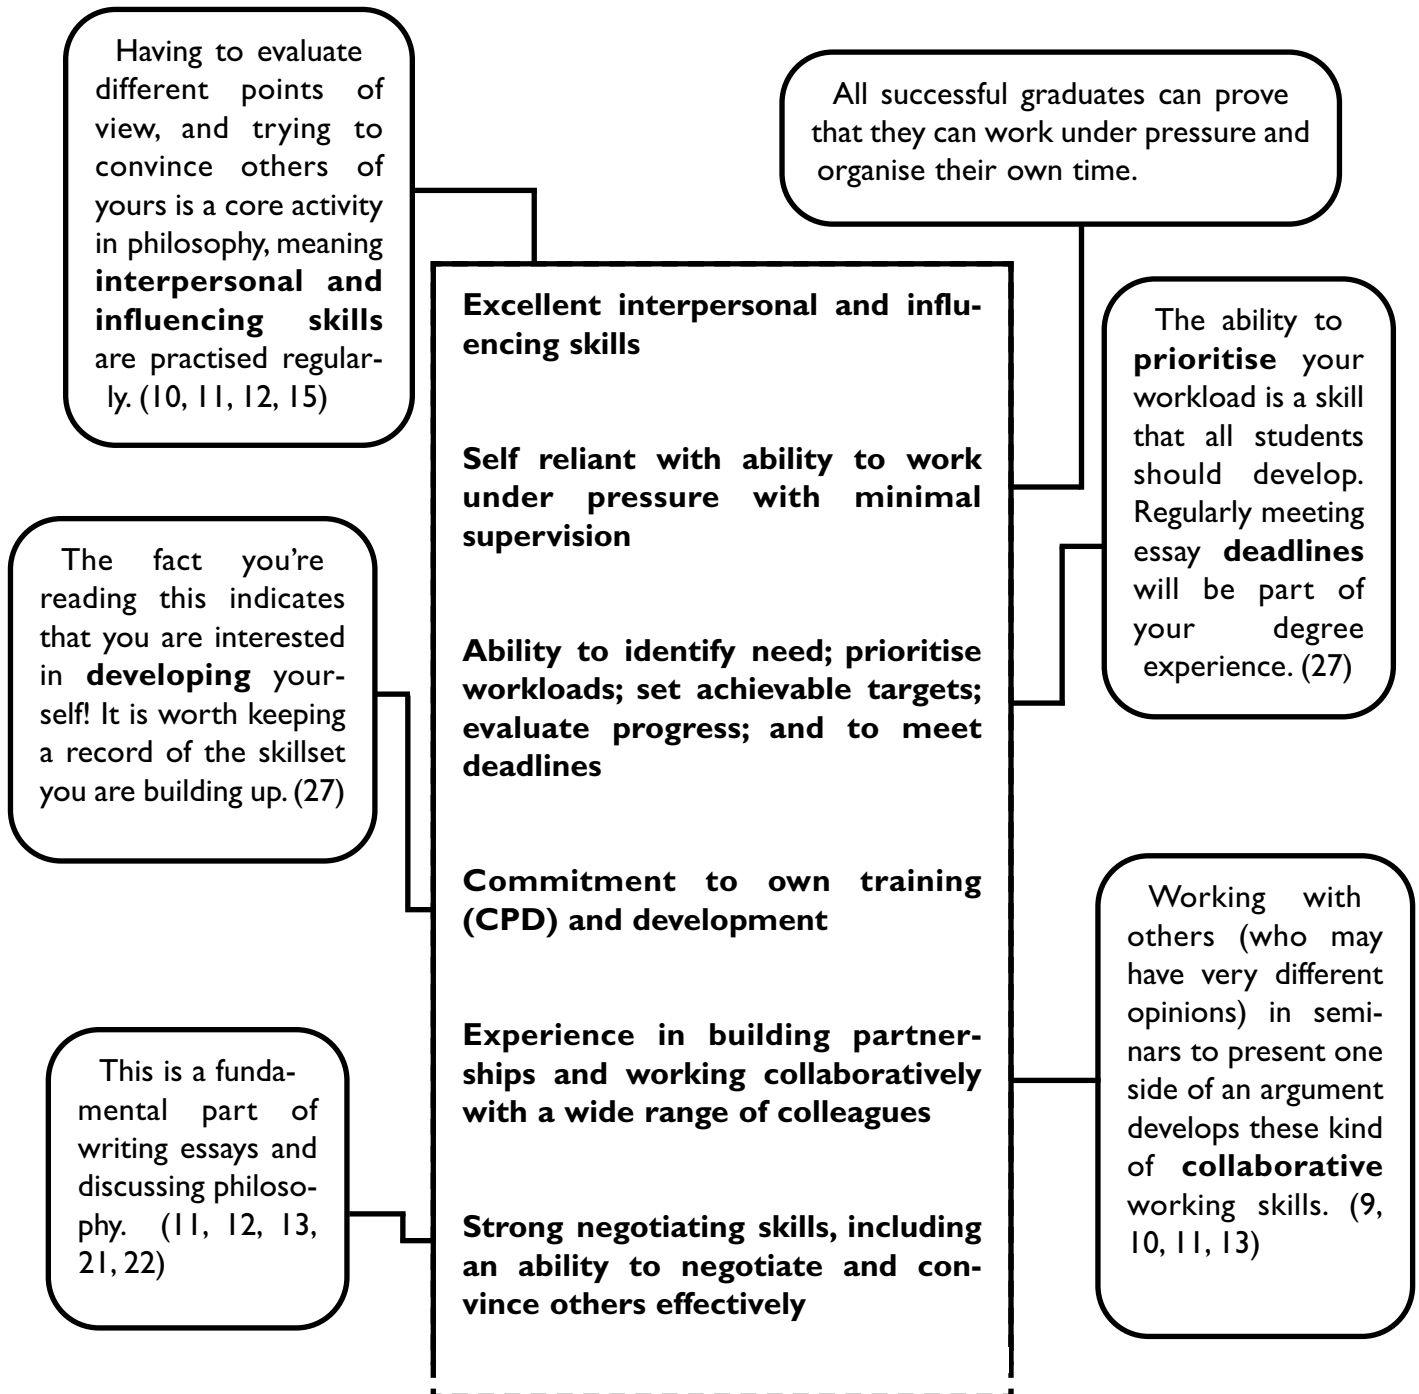 Having to evaluate
different points of
view, and trying to
convince others of
yours is a core activity
in philosophy, meaning
interpersonal and
influencing skills
are practised regular-
ly. (10, 11, 12, 15)
All successful graduates can prove
that they can work under pressure and
organise their own time.
The ability to
prioritise your
workload is a skill
that all students
should develop.
Regularly meeting
essay deadlines
will be part of
your degree
experience. (27)
Excellent interpersonal and influ-
encing skills
Self reliant with ability to work
under pressure with minimal
supervision
Ability to identify need; prioritise
workloads; set achievable targets;
evaluate progress; and to meet
deadlines
Commitment to own training
(CPD) and development
Experience in building partner-
ships and working collaboratively
with a wide range of colleagues
Strong negotiating skills, including
an ability to negotiate and con-
vince others effectively
The fact you're
reading this indicates
that you are interested
in developing your-
self! It is worth keeping
a record of the skillset
you are building up. (27)
Working with
others (who may
have very different
opinions) in semi-
nars to present one
side of an argument
develops these kind
of collaborative
working skills. (9,
10, 11, 13)
This is a funda-
mental part of
writing essays and
discussing philoso-
phy. (11, 12, 13,
21, 22)